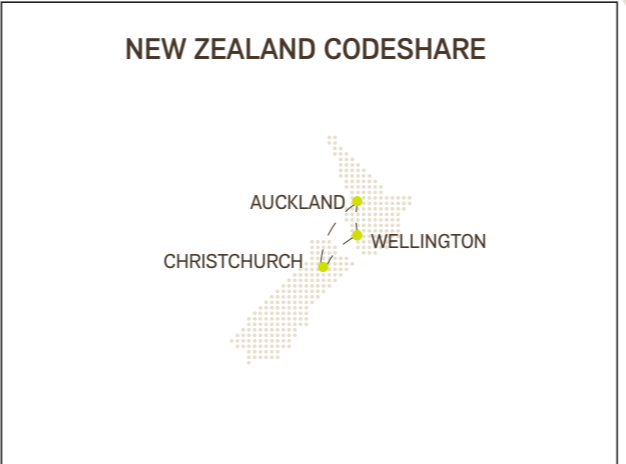 NEW ZEALAND CODESHARE
AUCKLAND
WELLINGTON
CHRISTCHURCH